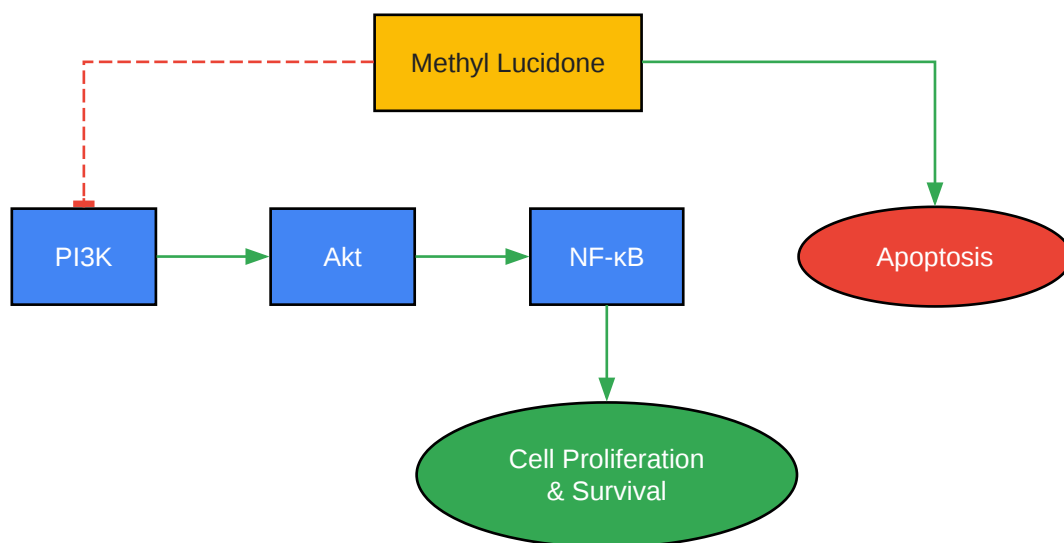 Methyl Lucidone
PI3K
Akt
NF-κB
Apoptosis
Cell Proliferation
& Survival